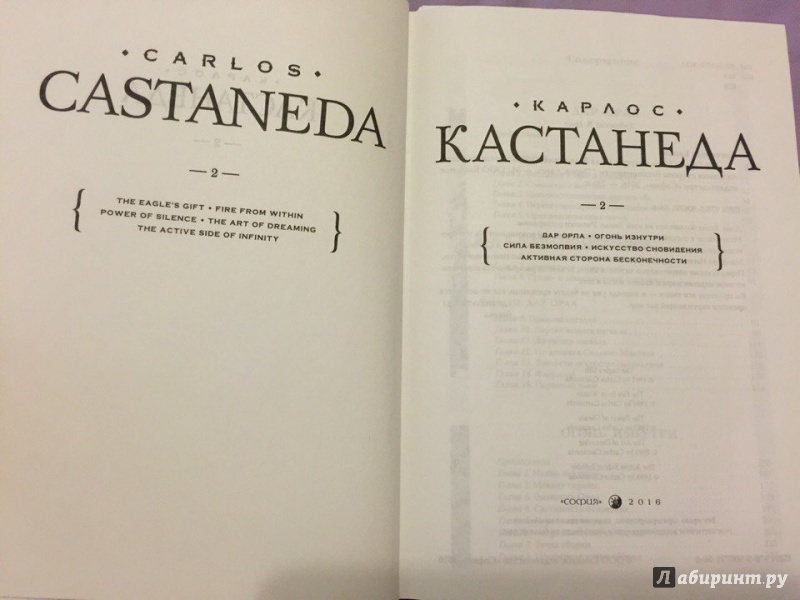 • CARLOS •
CASTANEDA
— 2 —
THE EAGLE'S GIFT • FIRE FROM WITHIN
POWER OF SILENCE • THE ART OF DREAMING
THE ACTIVE SIDE OF INFINITY
• КАРЛОС •
КАСТАНЕДА
— 2 —
ДАР ОРЛА • ОГОНЬ ИЗНУТРИ
СИЛА БЕЗМОЛВИЯ • ИСКУССТВО СНОВИДЕНИЯ
АКТИВНАЯ СТОРОНА БЕСКОНЕЧНОСТИ
«СОФИЯ» 2016
Лабиринт.ру